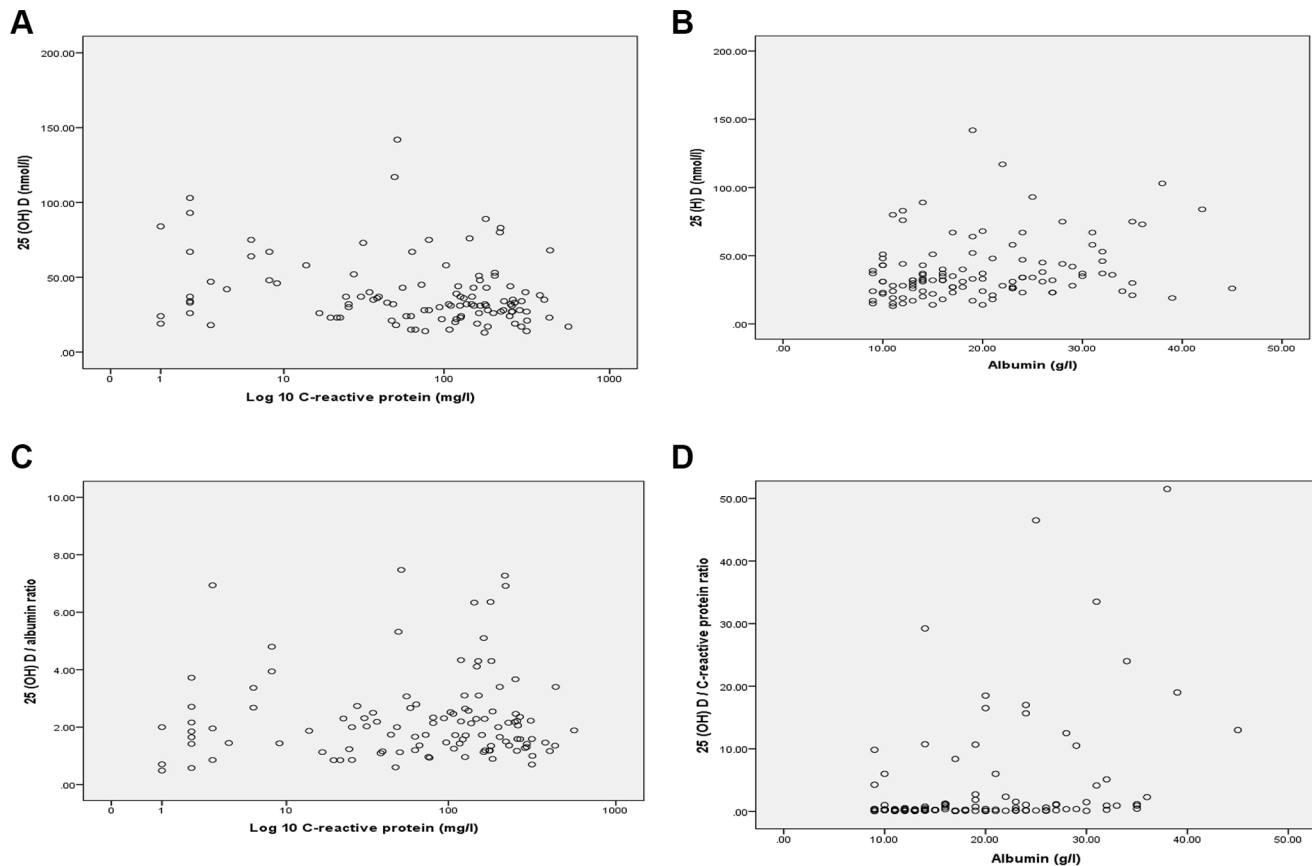 A
200.00
150.00
100.00
50.00
.00
25 (OH) D (nmol/l)
0 1 10 100 1000
Log 10 C-reactive protein (mg/l)
B
200.00
150.00
100.00
50.00
.00
25 (H) D (nmol/l)
.00 10.00 20.00 30.00 40.00 50.00
Albumin (g/l)
C
10.00
8.00
6.00
4.00
2.00
.00
25 (OH) D / albumin ratio
0 1 10 100 1000
Log 10 C-reactive protein (mg/l)
D
50.00
40.00
30.00
20.00
10.00
.00
25 (OH) D / C-reactive protein ratio
.00 10.00 20.00 30.00 40.00 50.00
Albumin (g/l)